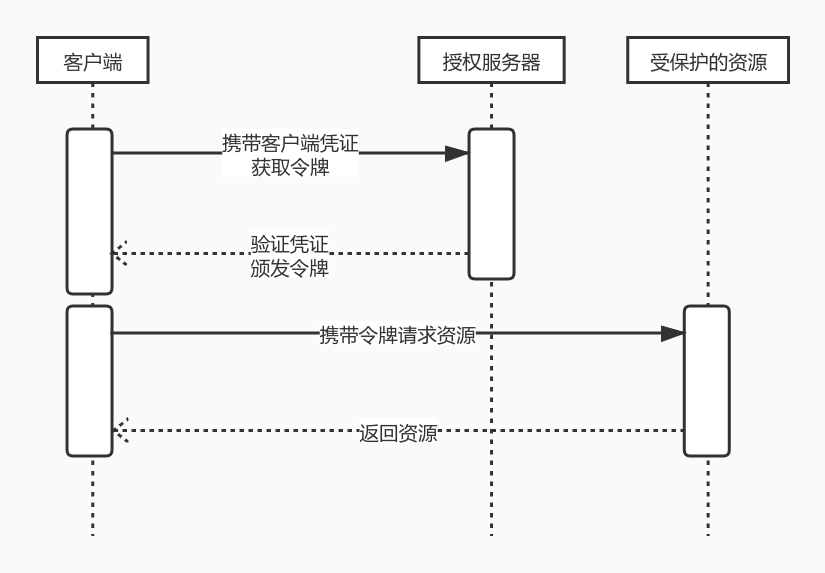 客户端
授权服务器
受保护的资源
携带客户端凭证
获取令牌
验证凭证
颁发令牌
携带令牌请求资源
返回资源